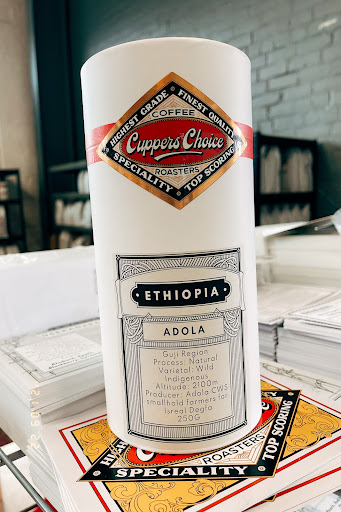 HIGHEST GRADE • FINEST QUALITY
COFFEE
Cuppers Choice
ROASTERS
SPECIALITY • TOP SCORING
• ETHIOPIA •
ADOLA
Guji Region
Process: Natural
Varietal: Wild
Indigenous
Altitude: 2100m
Producer: Adola CWS
smallhold farmers for
Isreal Degfa
250G
TOP SCORING
ROASTERS
SPECIALITY